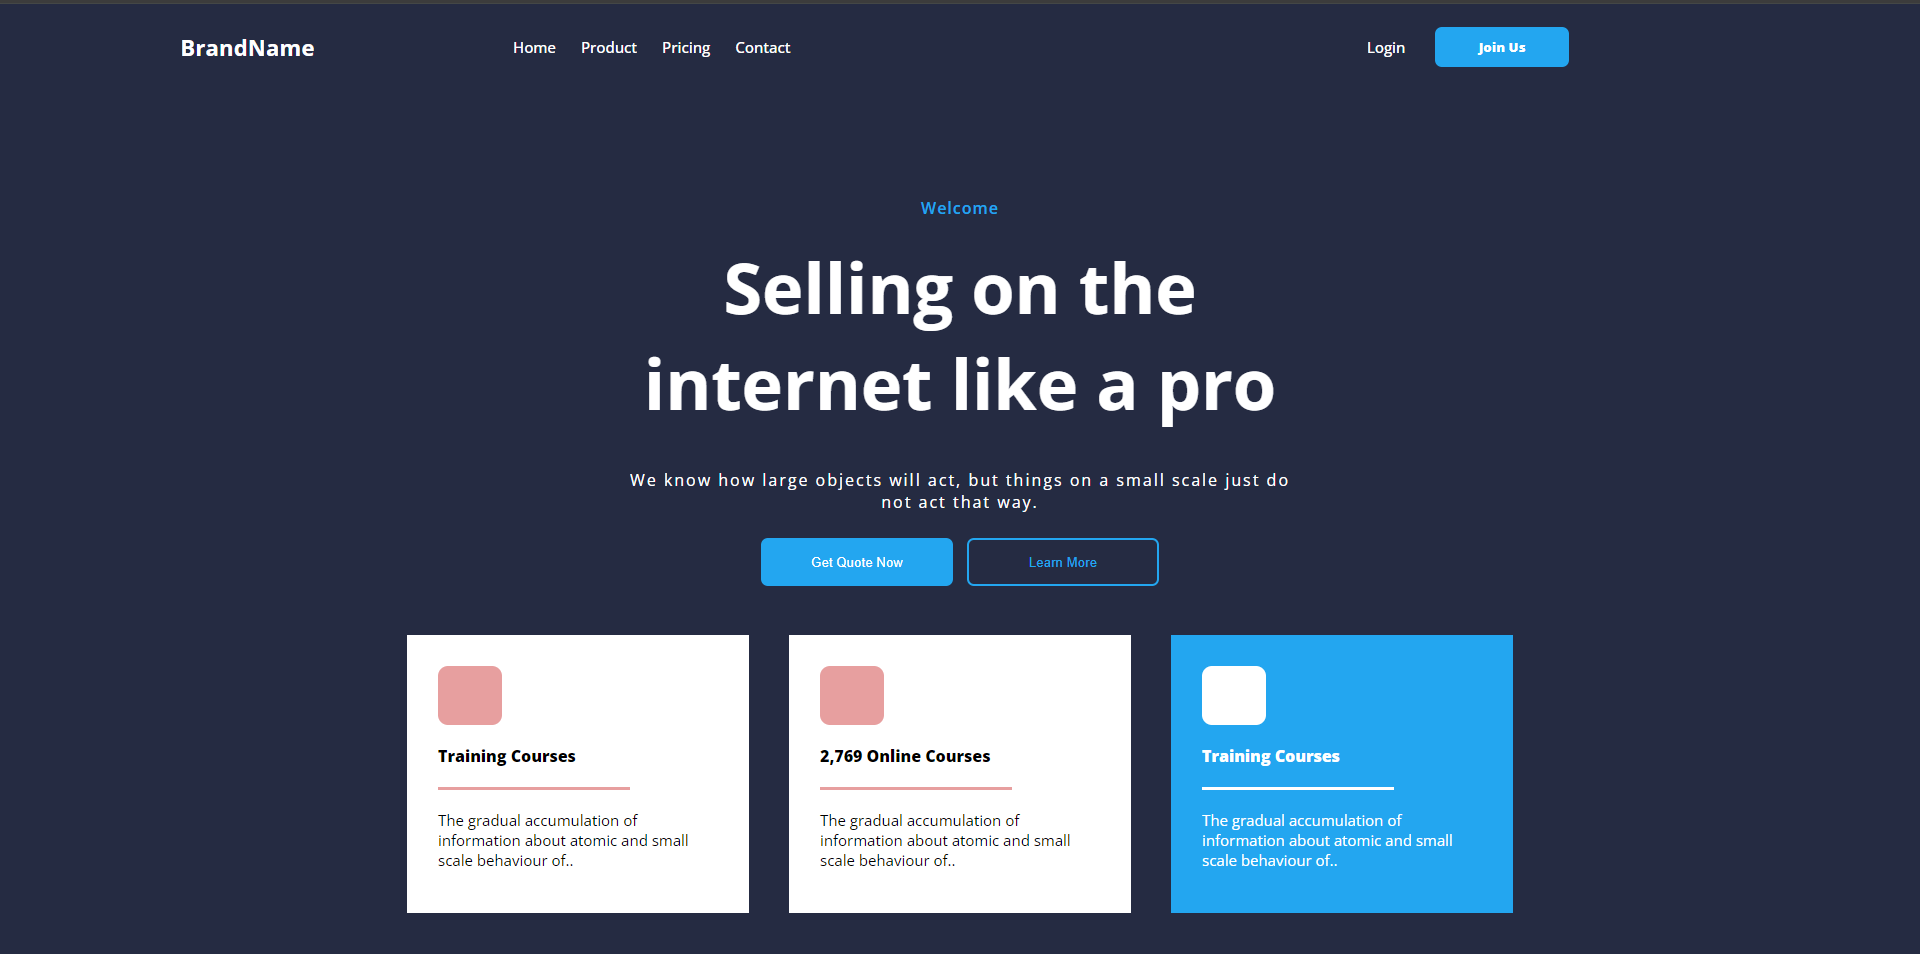 BrandName Home Product Pricing Contact Login Join Us
Welcome
Selling on the
internet like a pro
We know how large objects will act, but things on a small scale just do
not act that way.
Get Quote Now Learn More
Training Courses
The gradual accumulation of
information about atomic and small
scale behaviour of..
2,769 Online Courses
The gradual accumulation of
information about atomic and small
scale behaviour of..
Training Courses
The gradual accumulation of
information about atomic and small
scale behaviour of..